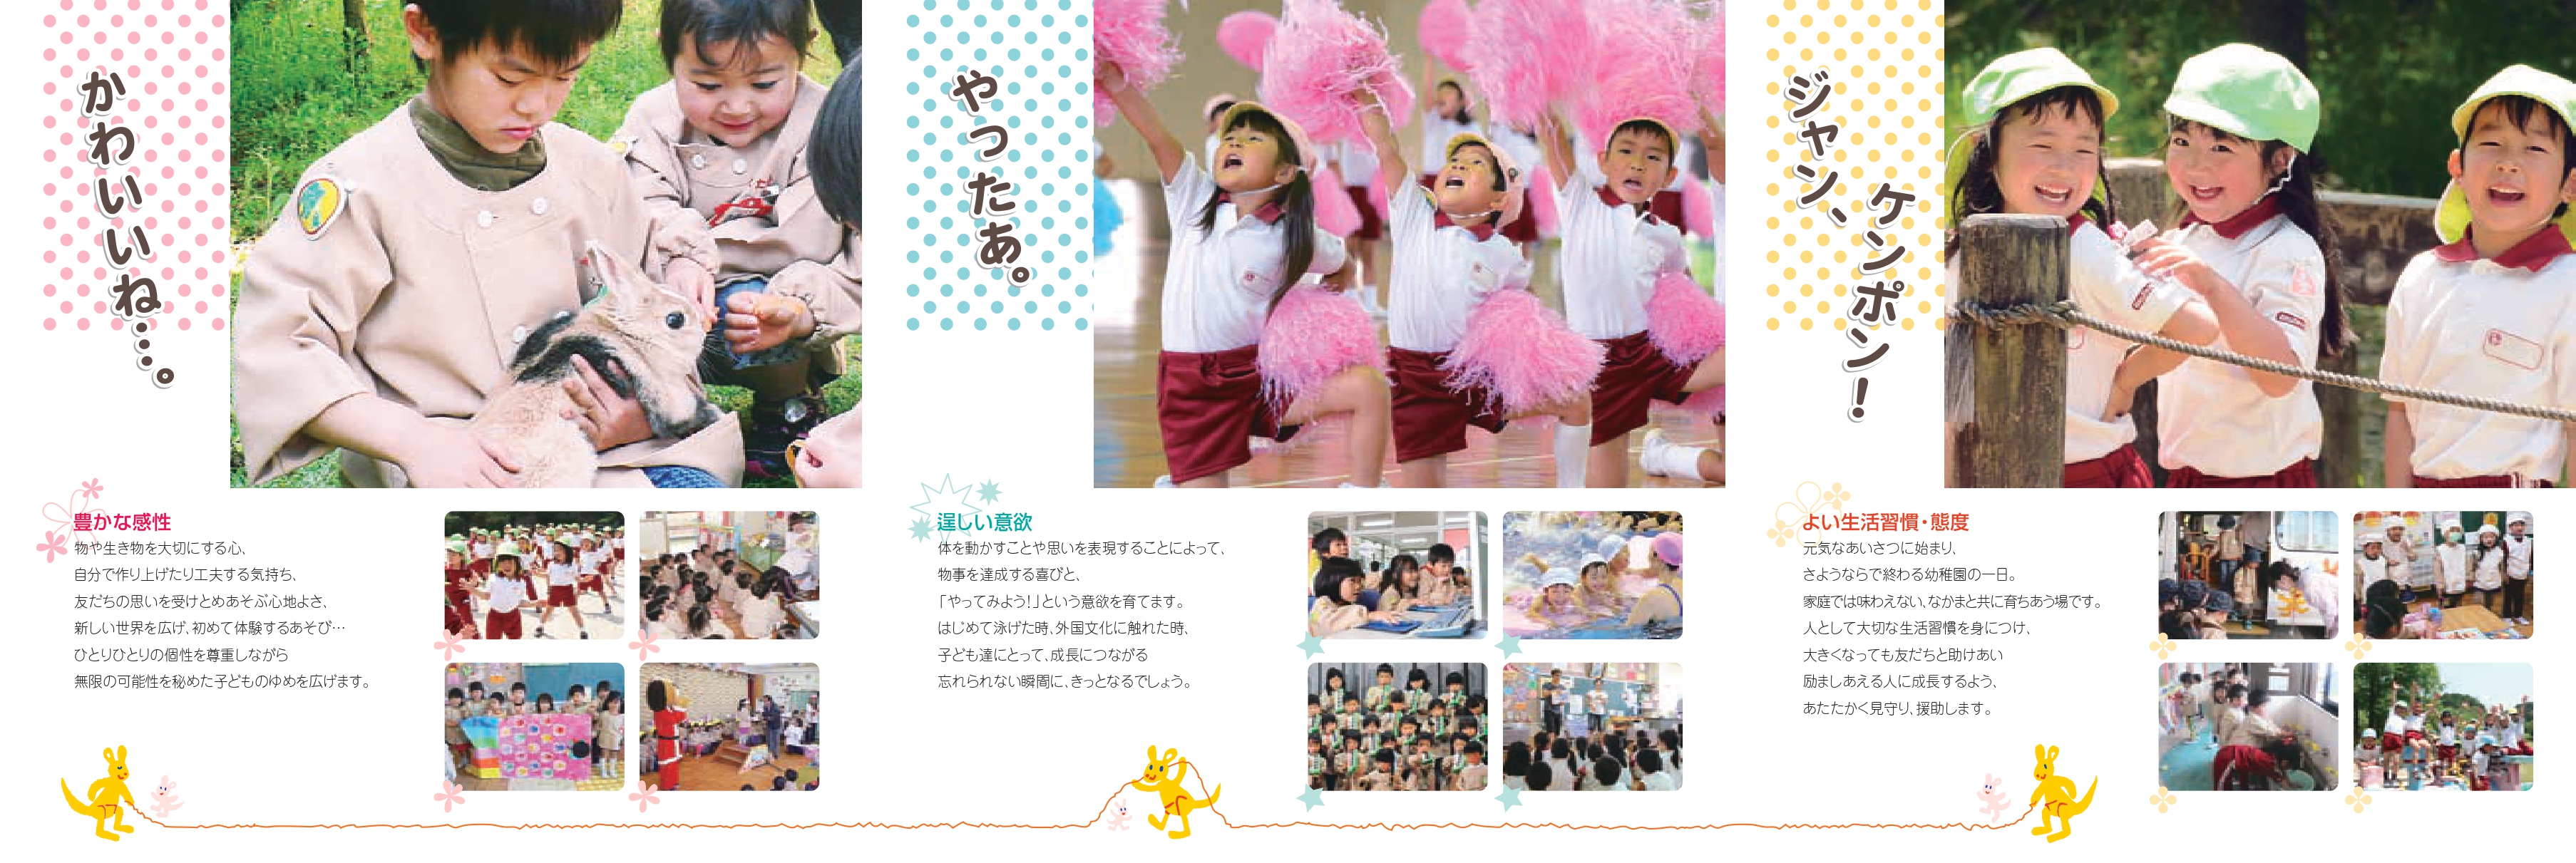 かわいいね…。
豊かな感性
物や生き物を大切にする心、
自分で作り上げたり工夫する気持ち、
友だちの思いを受けとめあそぶ心地よさ、
新しい世界を広げ、初めて体験するあそび…
ひとりひとりの個性を尊重しながら
無限の可能性を秘めた子どものゆめを広げます。
やったあ。
逞しい意欲
体を動かすことや思いを表現することによって、
物事を達成する喜びと、
「やってみよう!」という意欲を育てます。
はじめて泳げた時、外国文化に触れた時、
子ども達にとって、成長につながる
忘れられない瞬間に、きっとなるでしょう。
ジャン、
ケンポン！
よい生活習慣・態度
元気なあいさつに始まり、
さようならで終わる幼稚園の一日。
家庭では味わえない、なかまと共に育ちあう場です。
人として大切な生活習慣を身につけ、
大きくなっても友だちと助けあい
励ましあえる人に成長するよう、
あたたかく見守り、援助します。